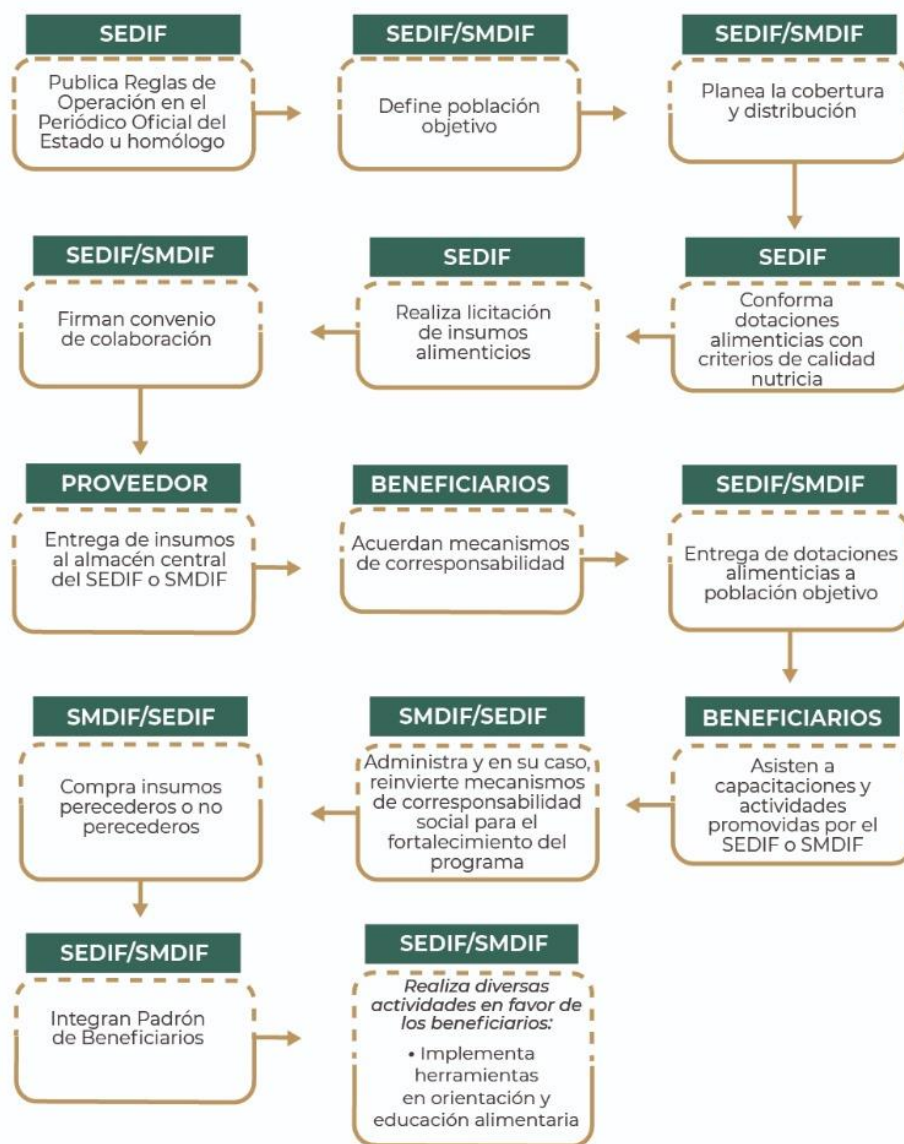 SEDIF
Publica Reglas de
Operación en el
Periódico Oficial del
Estado u homólogo
SEDIF/SMDIF
Define población
objetivo
SEDIF/SMDIF
Planea la cobertura
y distribución
SEDIF
Conforma
dotaciones
alimenticias con
criterios de calidad
nutricia
SEDIF
Realiza licitación
de insumos
alimenticios
SEDIF/SMDIF
Firman convenio
de colaboración
PROVEEDOR
Entrega de insumos
al almacén central
del SEDIF o SMDIF
BENEFICIARIOS
Acuerdan mecanismos
de corresponsabilidad
SEDIF/SMDIF
Entrega de dotaciones
alimenticias a
población objetivo
BENEFICIARIOS
Asisten a
capacitaciones y
actividades
promovidas por el
SEDIF o SMDIF
SMDIF/SEDIF
Administra y en su caso,
reinvierte mecanismos
de corresponsabilidad
social para el
fortalecimiento del
programa
SMDIF/SEDIF
Compra insumos
perecederos o no
perecederos
SEDIF/SMDIF
Integran Padrón
de Beneficiarios
SEDIF/SMDIF
Realiza diversas
actividades en favor de
los beneficiarios:
• Implementa
herramientas
en orientación y
educación alimentaria